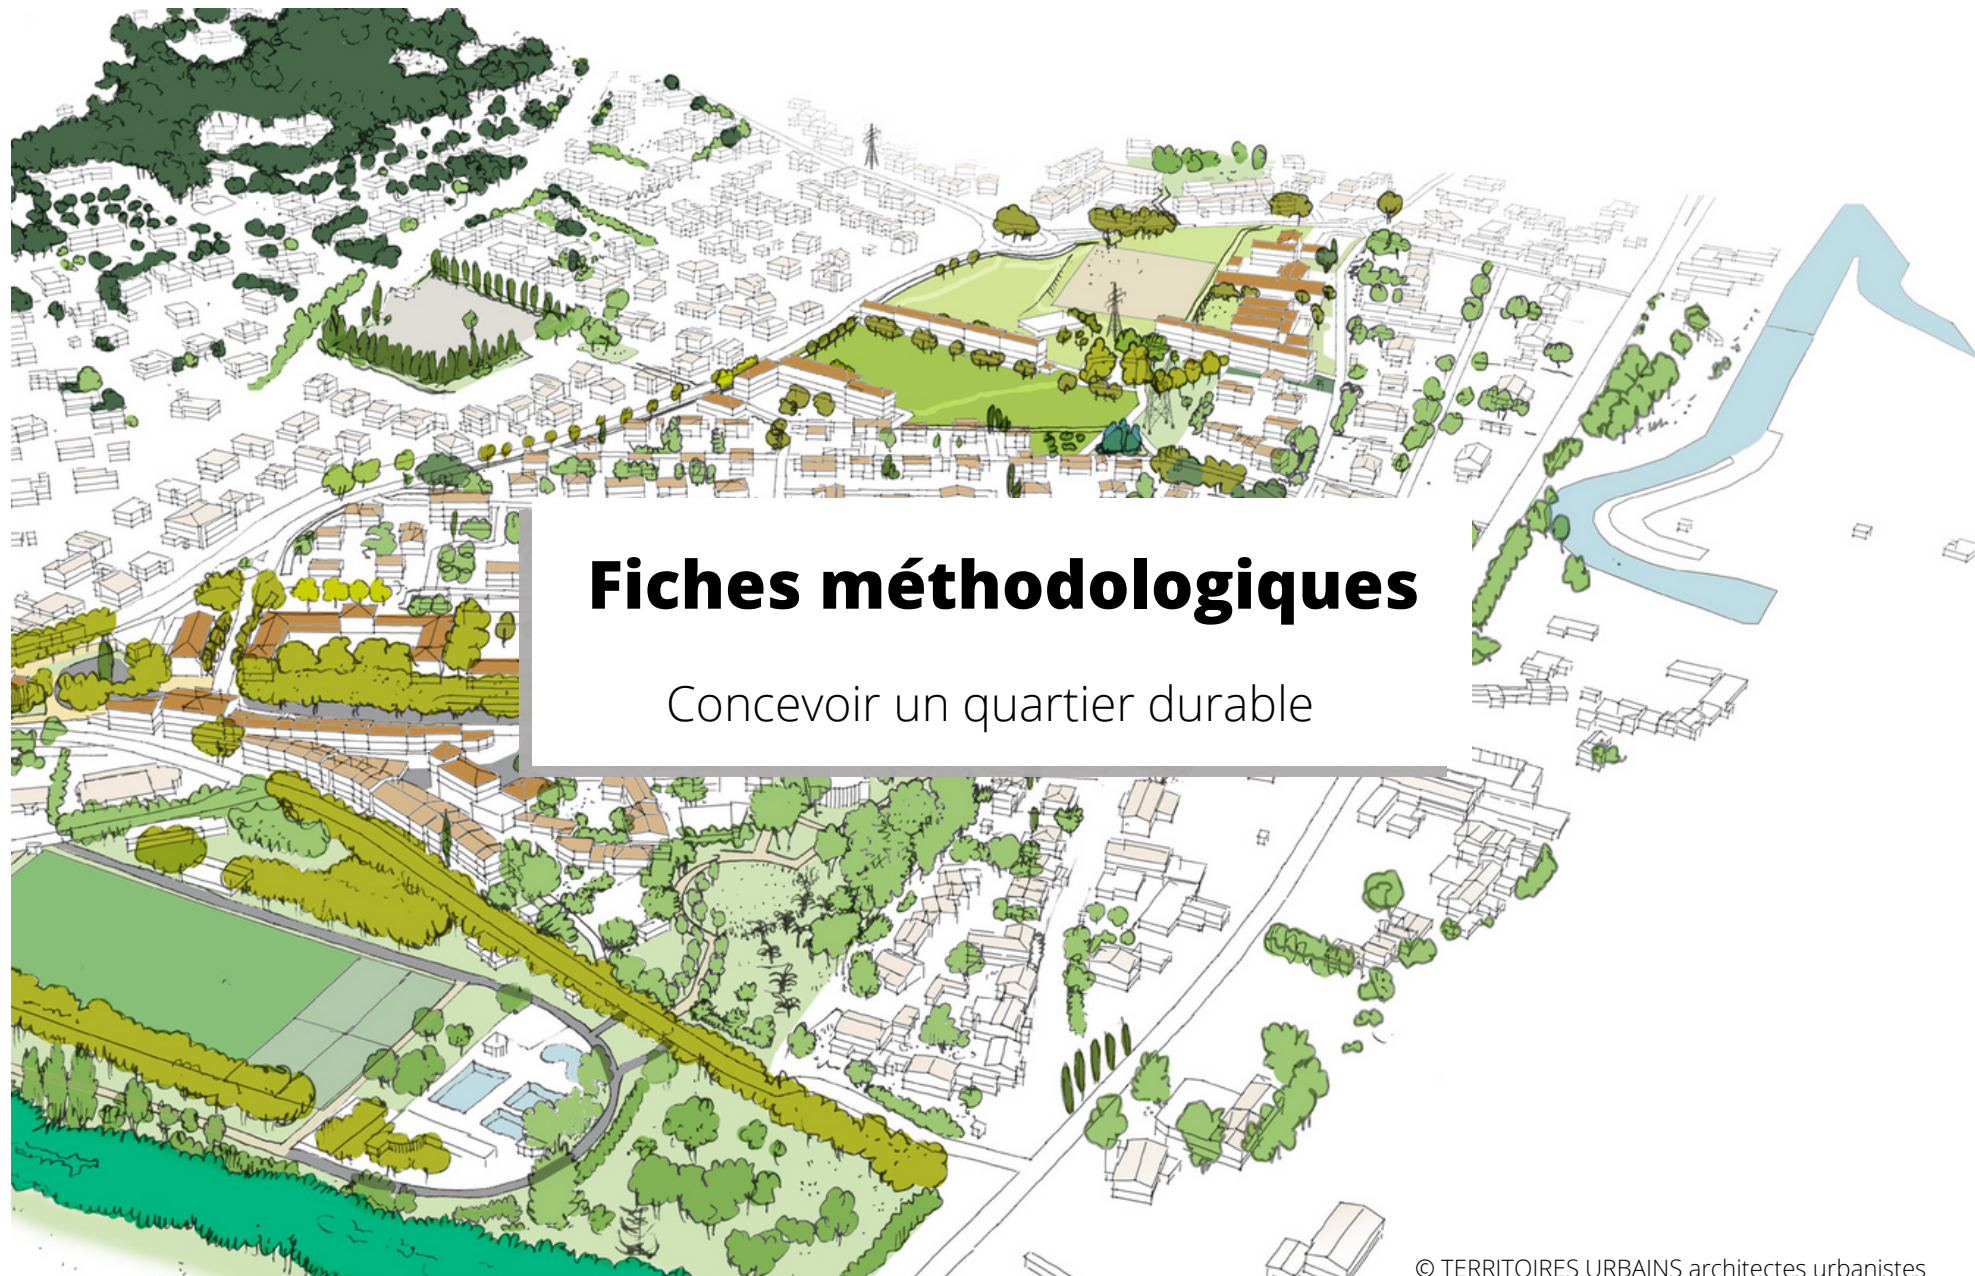 Fiches méthodologiques
Concevoir un quartier durable
© TERRITOIRES URBAINS architectes urbanistes